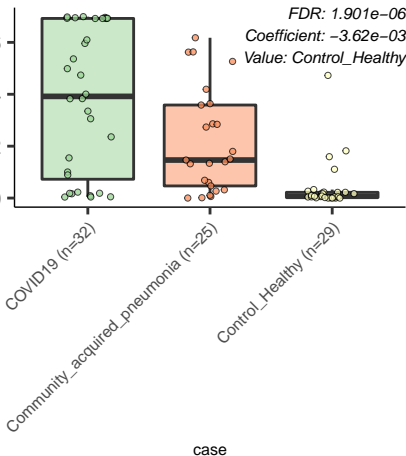 FDR: 1.901e−06
Coefficient: −3.62e−03
Value: Control_Healthy
COVID19 (n=32)
Community_acquired_pneumonia (n=25)
Control_Healthy (n=29)
case